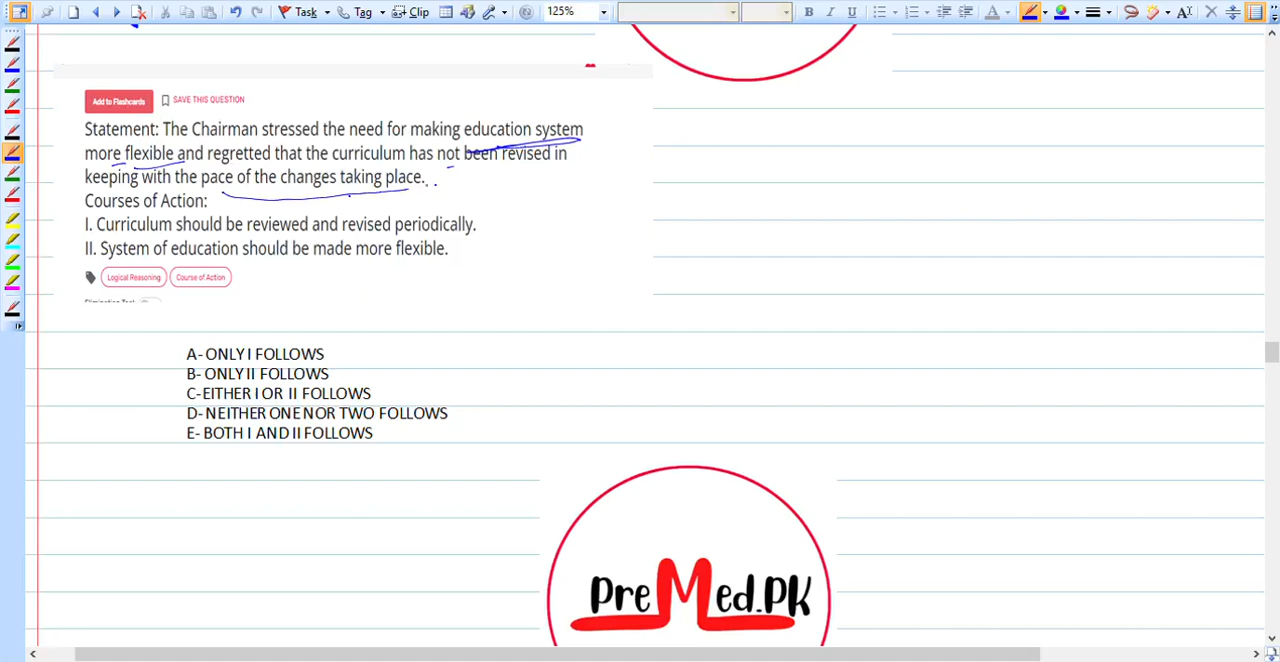 Task
Tag
Clip
125%
B I U
A
Add to Flashcards
SAVE THIS QUESTION
Statement: The Chairman stressed the need for making education system
more flexible and regretted that the curriculum has not been revised in
keeping with the pace of the changes taking place.
Courses of Action:
I. Curriculum should be reviewed and revised periodically.
II. System of education should be made more flexible.
Logical Reasoning
Course of Action
A- ONLY I FOLLOWS
B- ONLY II FOLLOWS
C-EITHER I OR II FOLLOWS
D- NEITHER ONE NOR TWO FOLLOWS
E- BOTH I AND II FOLLOWS
PreMed.PK